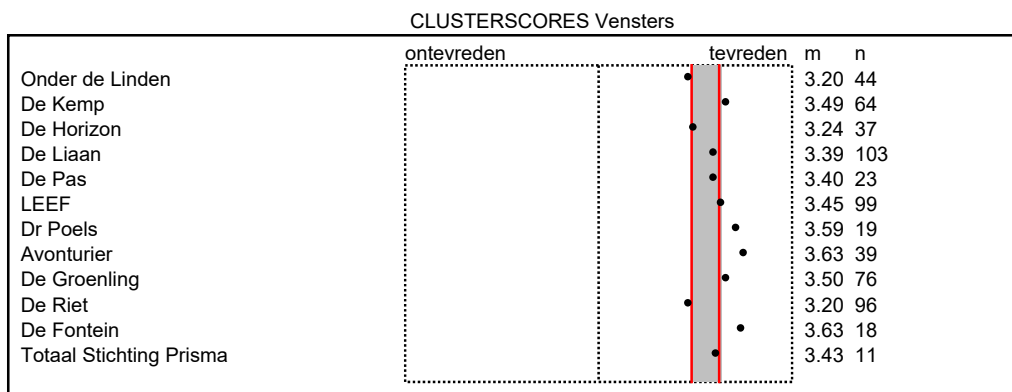 CLUSTERSCORES Vensters
ontevreden tevreden m n
Onder de Linden 3.20 44
De Kemp 3.49 64
De Horizon 3.24 37
De Liaan 3.39 103
De Pas 3.40 23
LEEF 3.45 99
Dr Poels 3.59 19
Avonturier 3.63 39
De Groenling 3.50 76
De Riet 3.20 96
De Fontein 3.63 18
Totaal Stichting Prisma 3.43 11